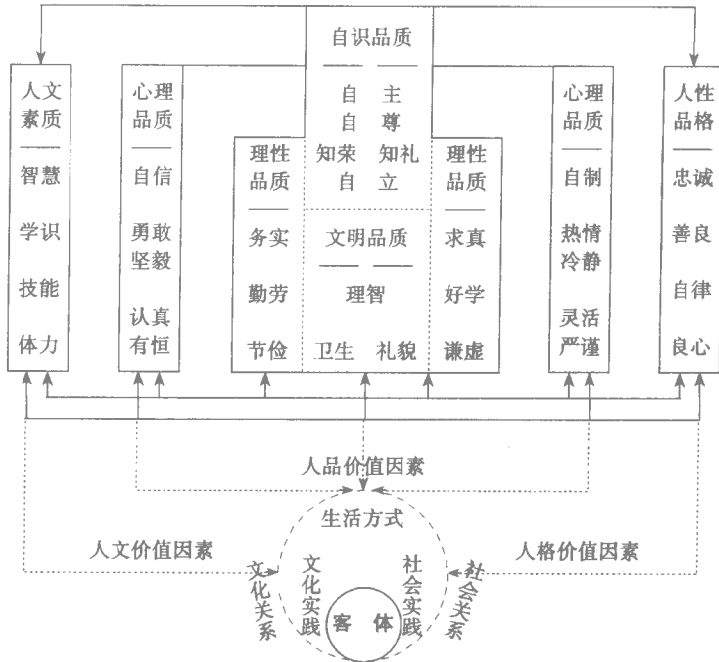 自识品质
自 主
自 尊
知荣 知礼
自 立
人文
素质
智慧
学识
技能
体力
心理
品质
自信
勇敢
坚毅
认真
有恒
理性
品质
务实
勤劳
节俭
文明品质
理智
卫生 礼貌
理性
品质
求真
好学
谦虚
心理
品质
自制
热情
冷静
灵活
严谨
人性
品格
忠诚
善良
自律
良心
人品价值因素
生活方式
人文价值因素
人格价值因素
文化关系
文化实践
社会实践
社会关系
客 体